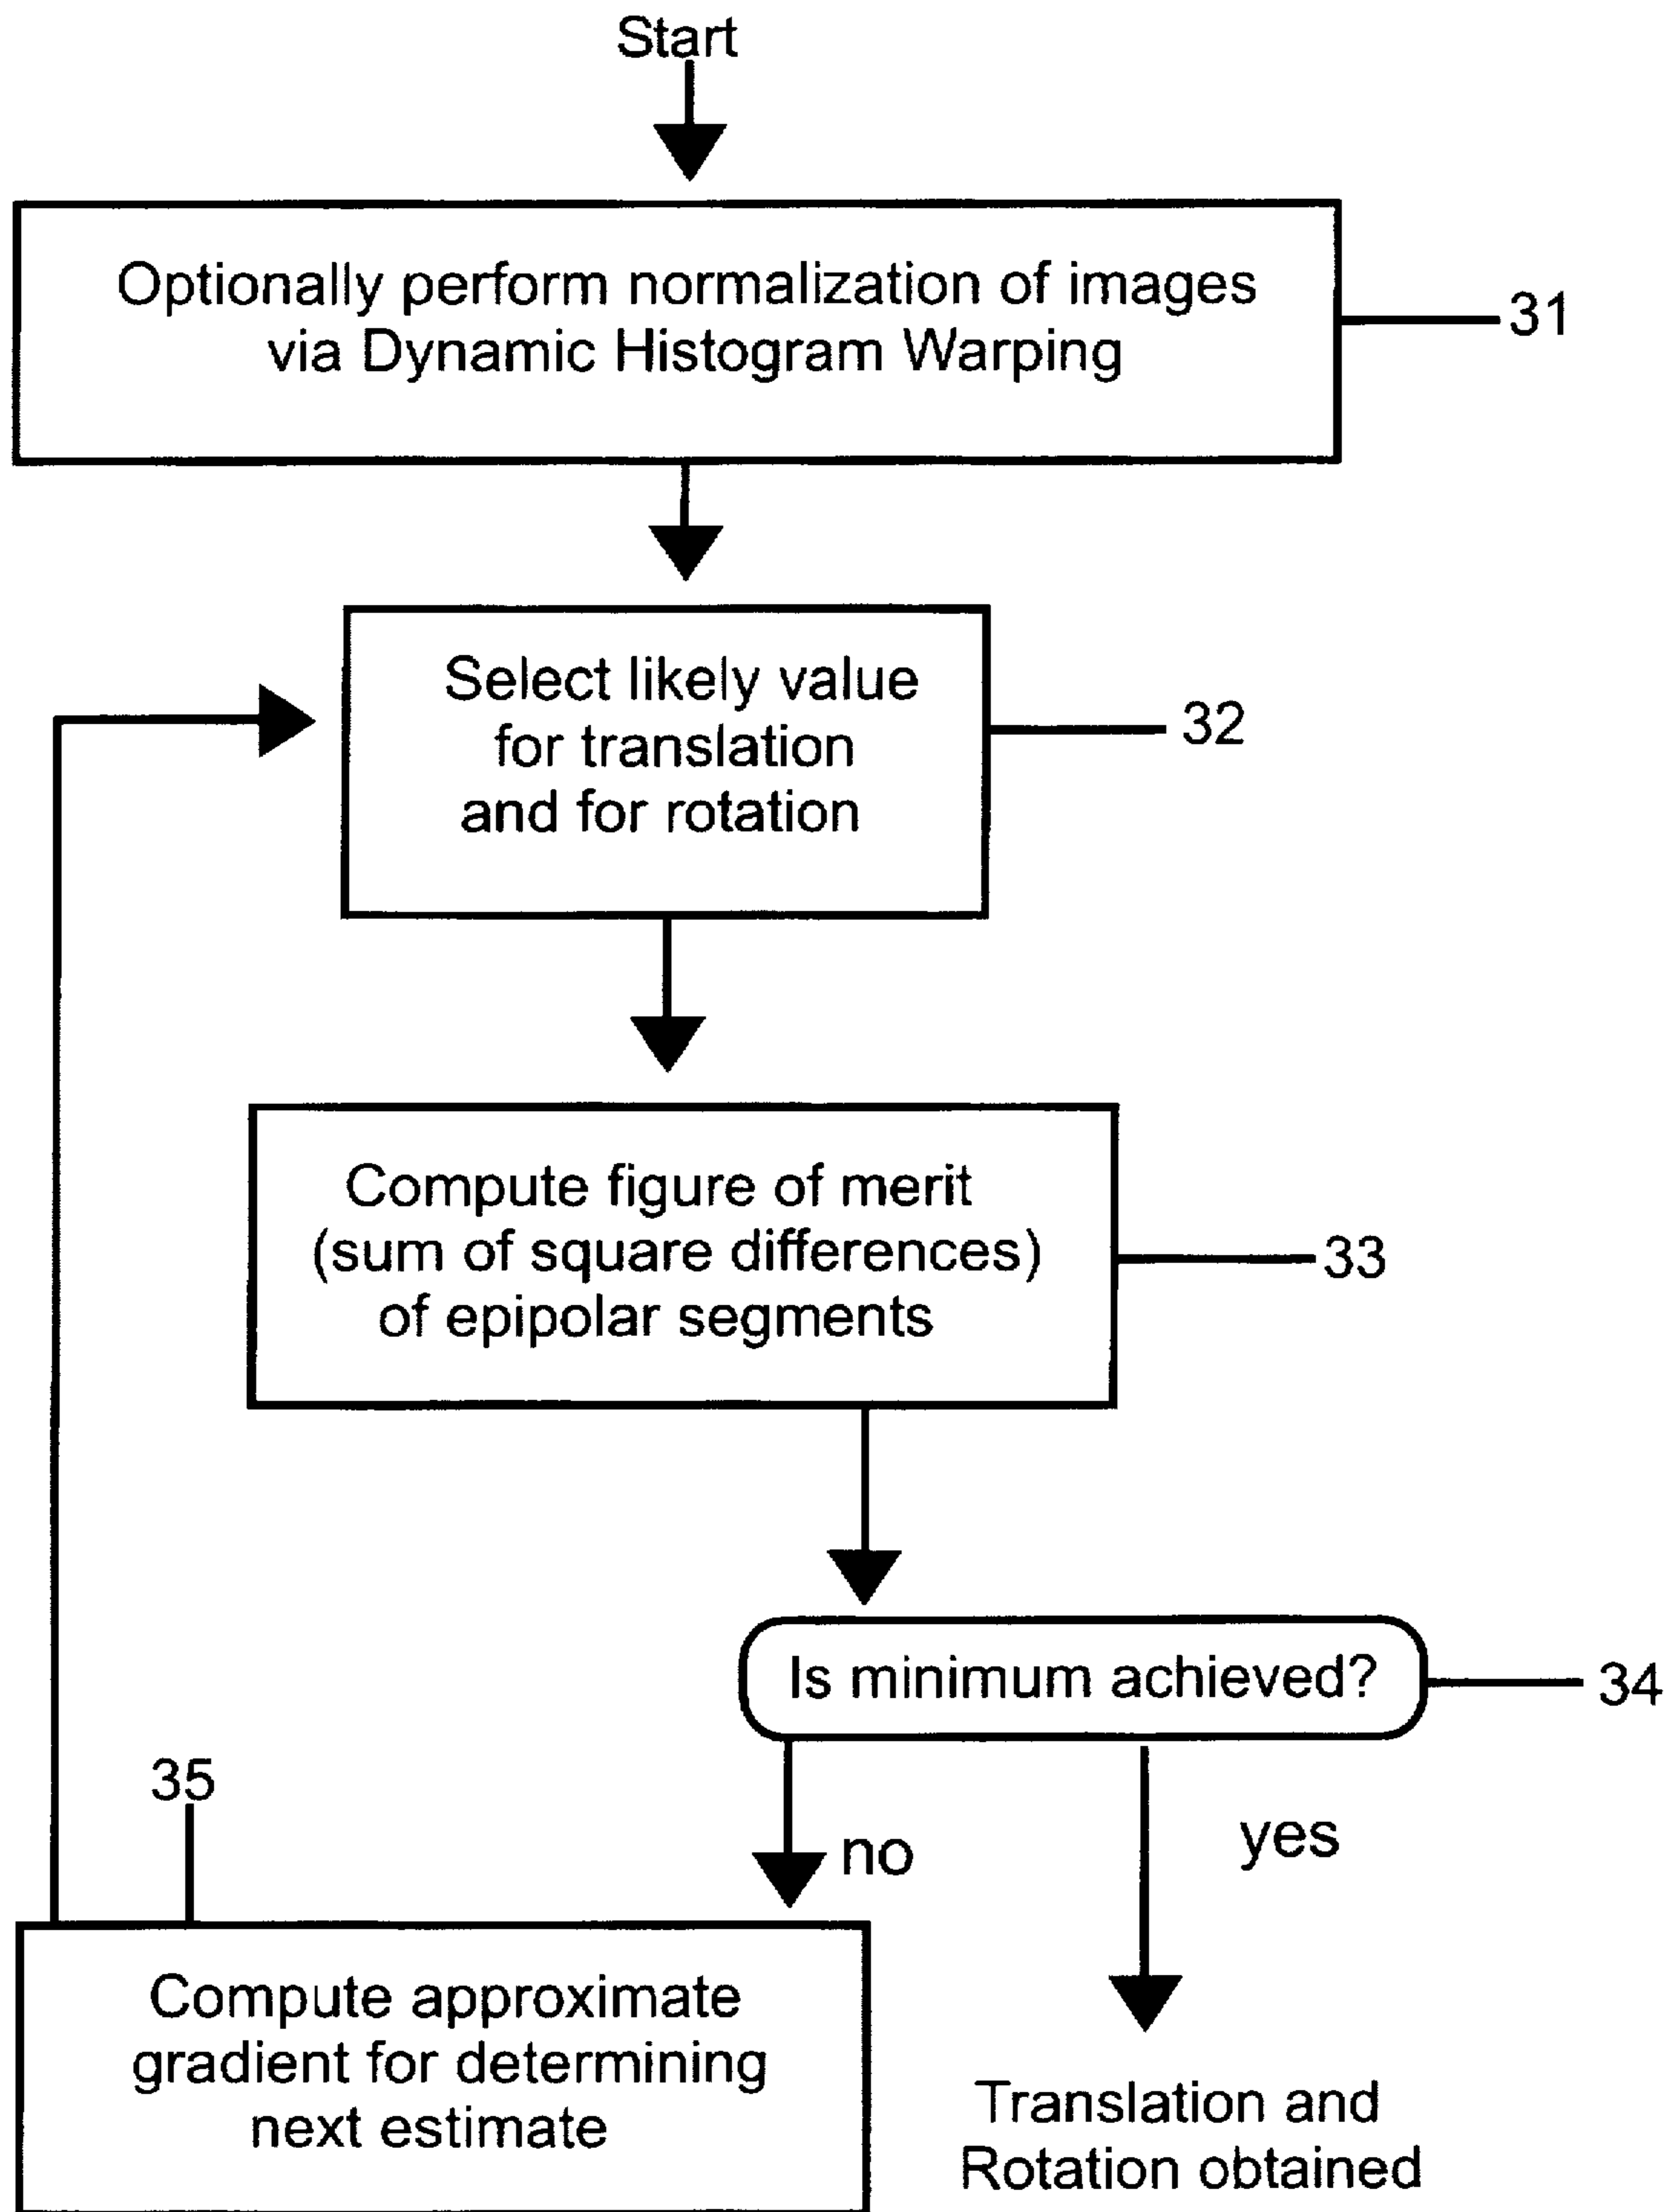 Start
Optionally perform normalization of images
via Dynamic Histogram Warping
31
Select likely value
for translation
and for rotation
32
Compute figure of merit
(sum of square differences)
of epipolar segments
33
Is minimum achieved?
34
35
no
yes
Compute approximate
gradient for determining
next estimate
Translation and
Rotation obtained